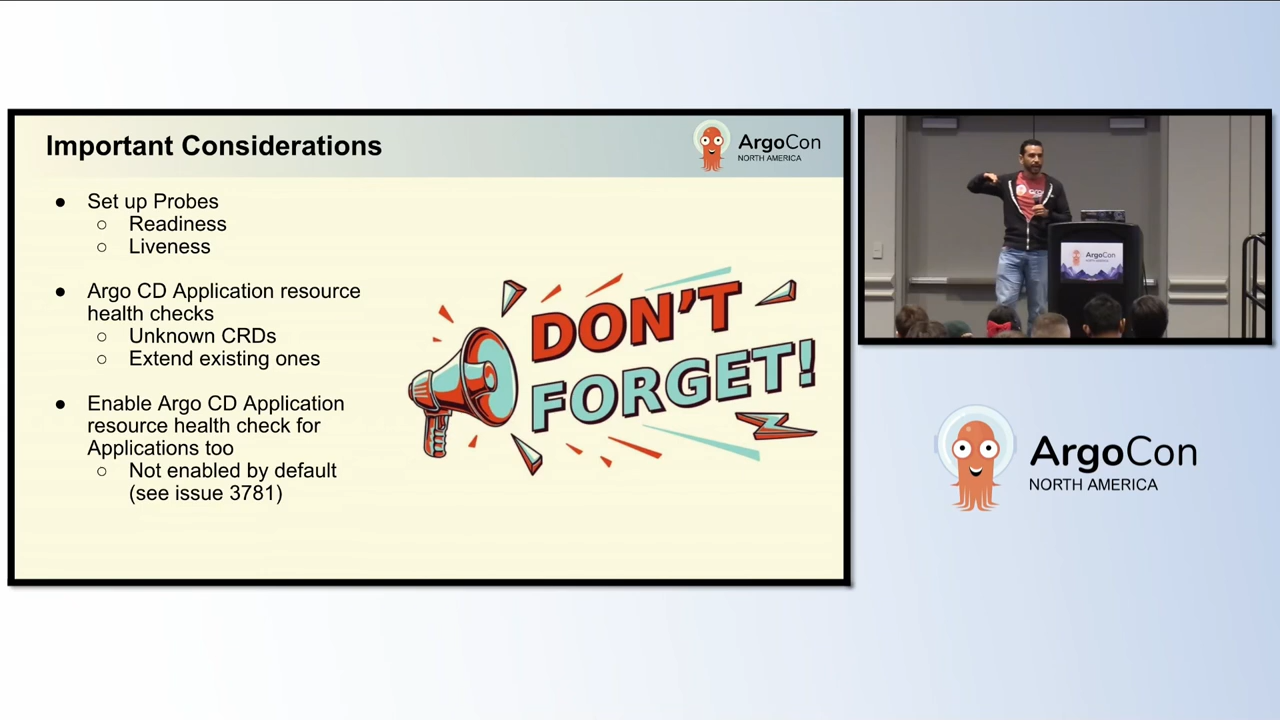 Important Considerations
ArgoCon
NORTH AMERICA
● Set up Probes
○ Readiness
○ Liveness
● Argo CD Application resource
health checks
○ Unknown CRDs
○ Extend existing ones
● Enable Argo CD Application
resource health check for
Applications too
○ Not enabled by default
(see issue 3781)
DON'T
FORGET!
ArgoCon
NORTH AMERICA
ArgoCon
NORTH AMERICA